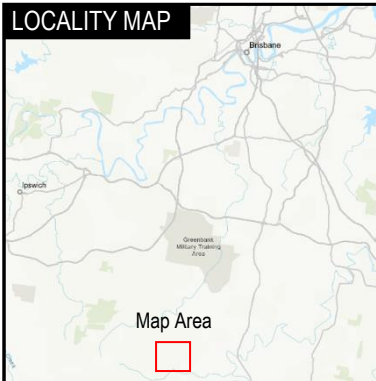 LOCALITY MAP
Brisbane
Ipswich
Greenbank
Military Training
Area
Map Area